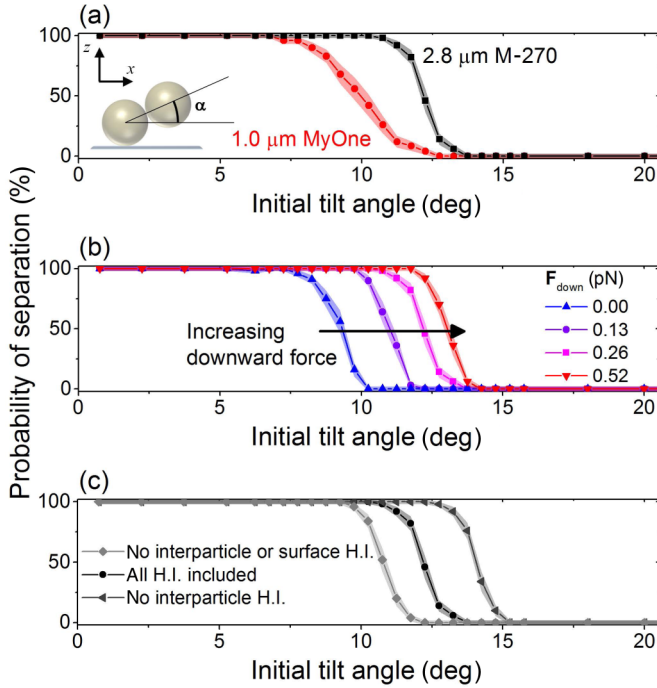 Probability of separation (%)
(a)
100
50
0
z
x
α
2.8 μm M-270
1.0 μm MyOne
0 5 10 15 20
Initial tilt angle (deg)
(b)
100
50
0
Increasing
downward force
F down (pN)
0.00
0.13
0.26
0.52
0 5 10 15 20
Initial tilt angle (deg)
(c)
100
50
0
No interparticle or surface H.I.
All H.I. included
No interparticle H.I.
0 5 10 15 20
Initial tilt angle (deg)